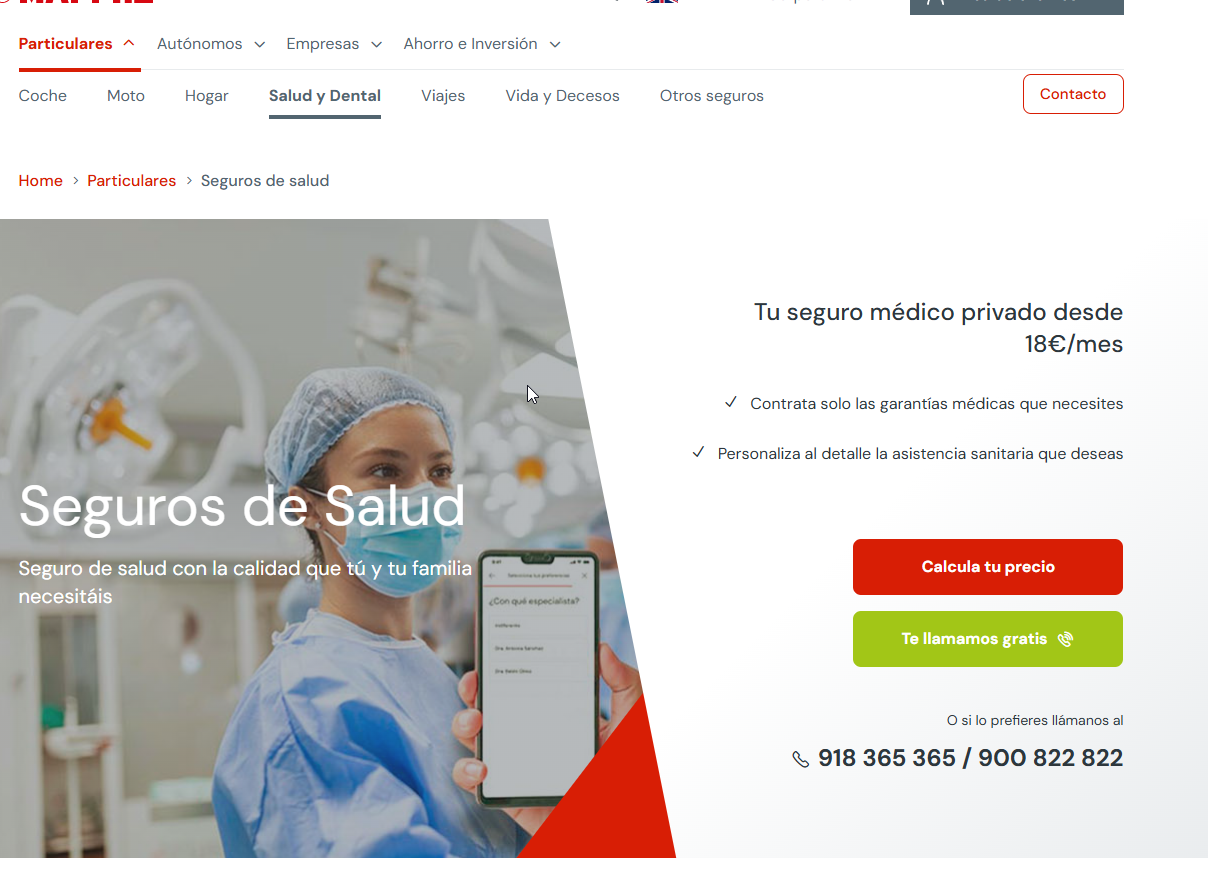 Particulares
Autónomos
Empresas
Ahorro e Inversión
Coche
Moto
Hogar
Salud y Dental
Viajes
Vida y Decesos
Otros seguros
Contacto
Home > Particulares > Seguros de salud
Seguros de Salud
Seguro de salud con la calidad que tú y tu familia
necesitáis
¿Con qué especialista?
Tu seguro médico privado desde
18€/mes
Contrata solo las garantías médicas que necesites
Personaliza al detalle la asistencia sanitaria que deseas
Calcula tu precio
Te llamamos gratis
O si lo prefieres llámanos al
918 365 365 / 900 822 822